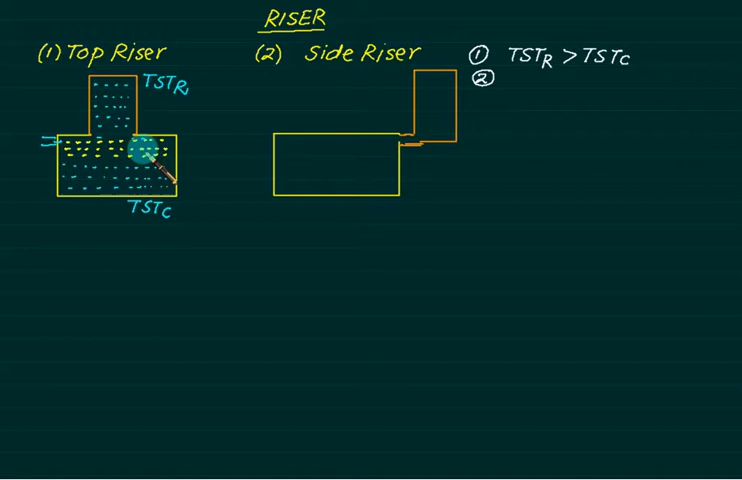 RISER
(1) Top Riser
(2) Side Riser
① TSTR > TSTC
②
TSTR
TSTC